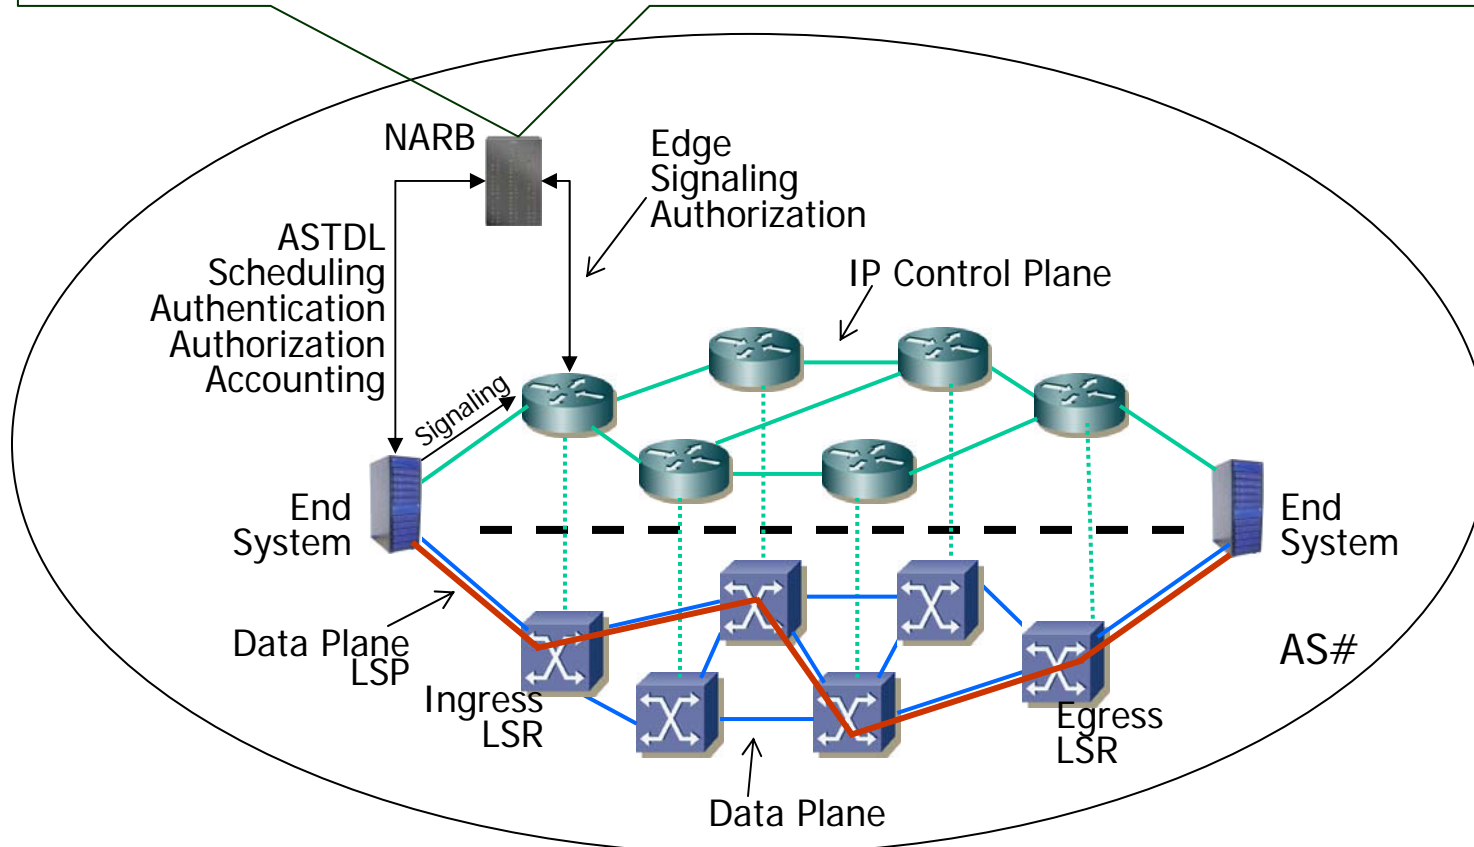 NARB
Edge
Signaling
Authorization
ASTDL
Scheduling
Authentication
Authorization
Accounting
IP Control Plane
Signaling
End
System
End
System
Data Plane
LSP
Ingress
LSR
Egress
LSR
AS#
Data Plane